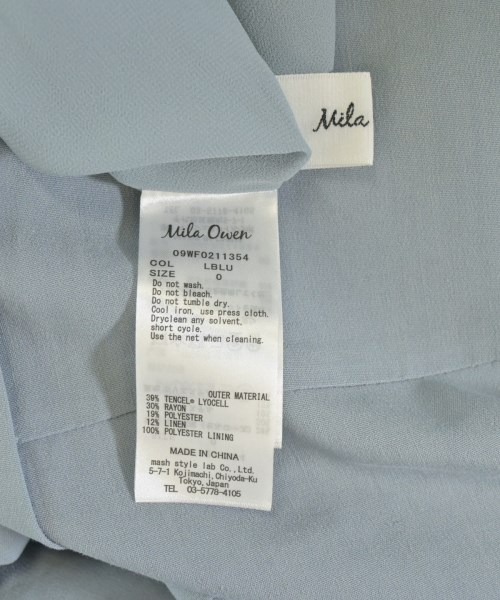 Mila
Mila Owen
09WF0211354
COL LBLU
SIZE 0
Do not wash.
Do not bleach.
Do not tumble dry.
Cool iron, use press cloth.
Dryclean any solvent,
short cycle.
Use the net when cleaning.
OUTER MATERIAL
39% TENCEL® LYOCELL
30% RAYON
19% POLYESTER
12% LINEN
100% POLYESTER LINING
MADE IN CHINA
mash style lab Co., Ltd.
5-7-1 Kojimachi, Chiyoda-Ku
Tokyo, Japan
TEL 03-5778-4105